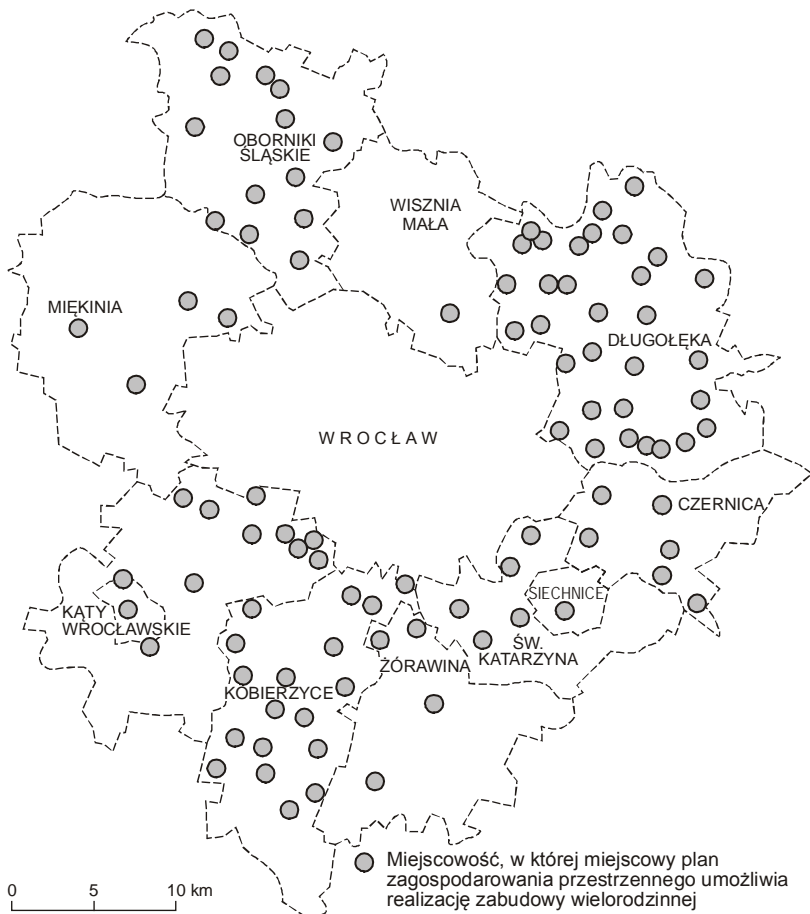 OBORNIKI
ŚLĄSKIE
WISZNIA
MAŁA
MIĘKINIA
DŁUGOŁĘKA
WROCŁAW
CZERNICA
SIECHNICE
KĄTY
WROCŁAWSKIE
ŚW.
KATARZYNA
ŻÓRAWINA
KOBIERZYCE
Miejscowość, w której miejscowy plan
zagospodarowania przestrzennego umożliwia
realizację zabudowy wielorodzinnej
0 5 10 km